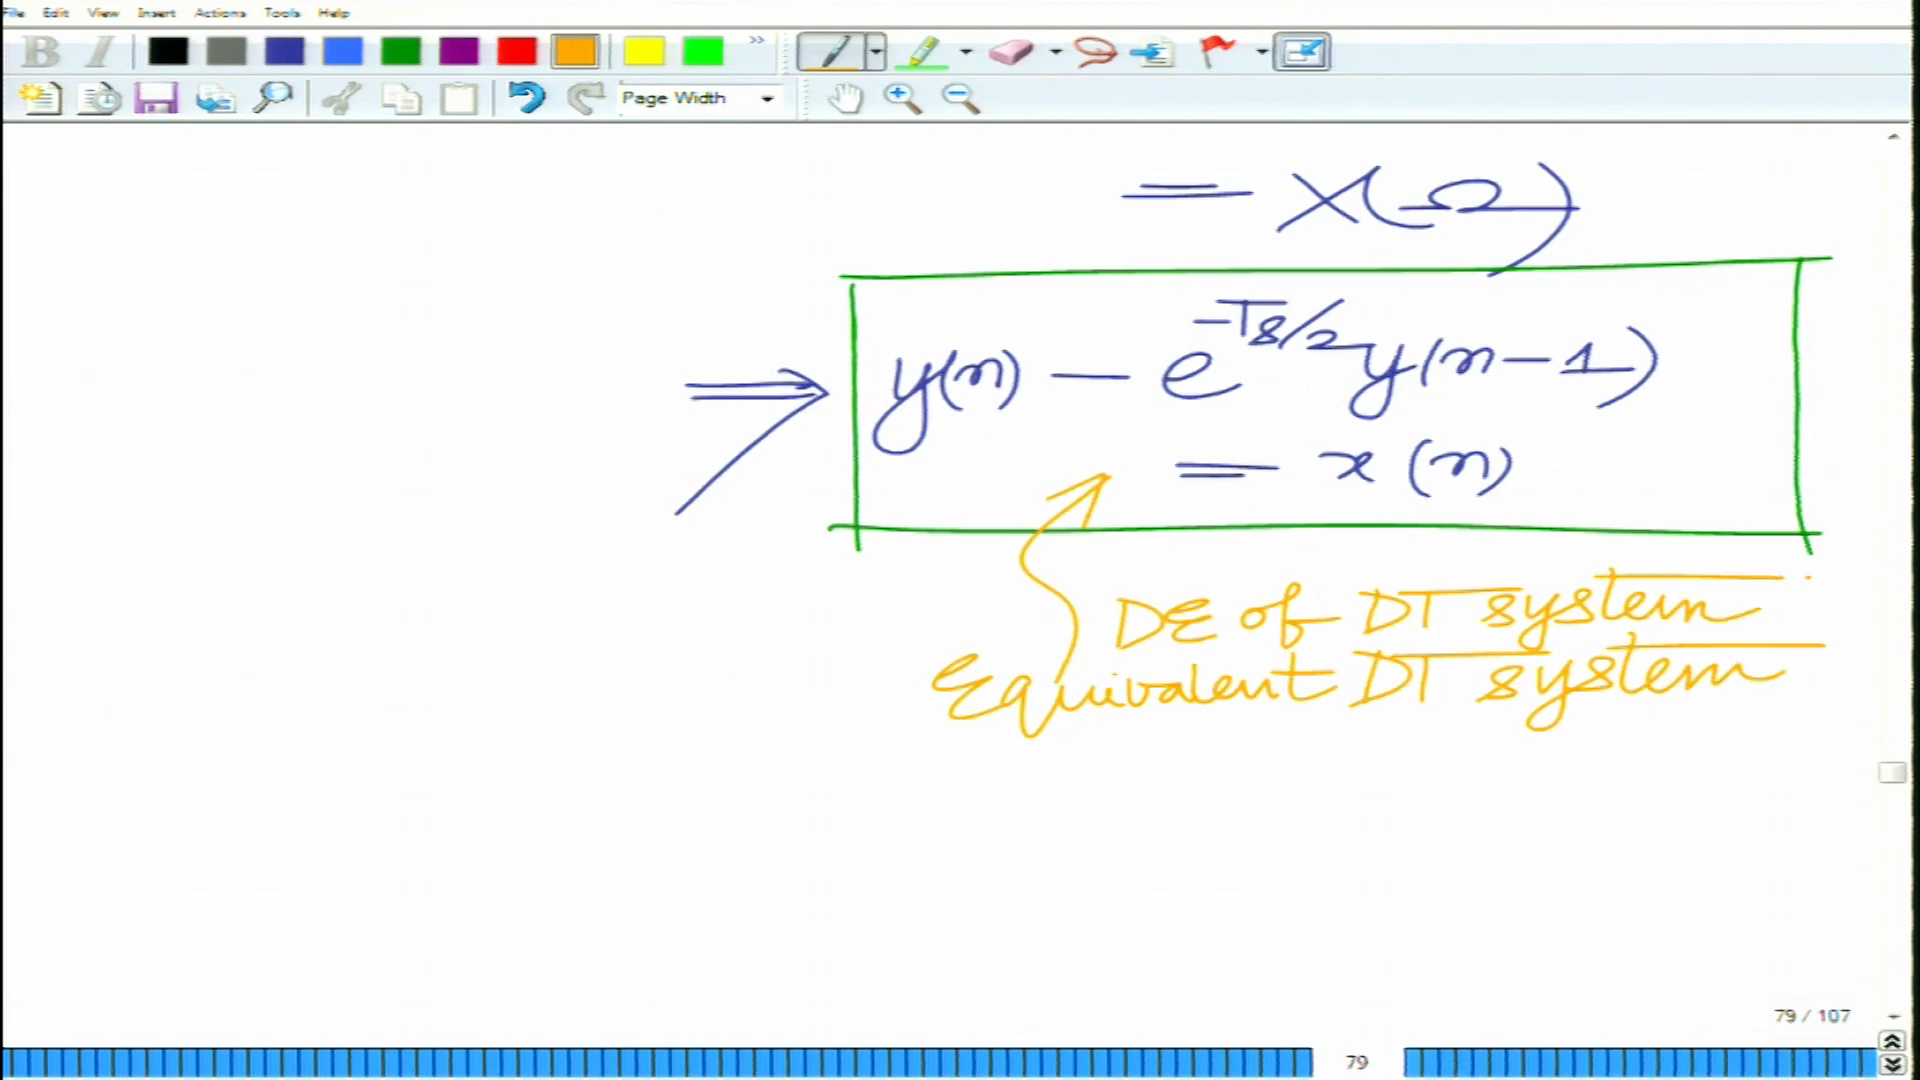 File Edit View Insert Actions Tools Help
B I
Page Width
= X(Ω)
⇒ y(n) – e^{-Ts/2} y(n-1)
= x(n)
DE of DT system
Equivalent DT system
79 / 107
79